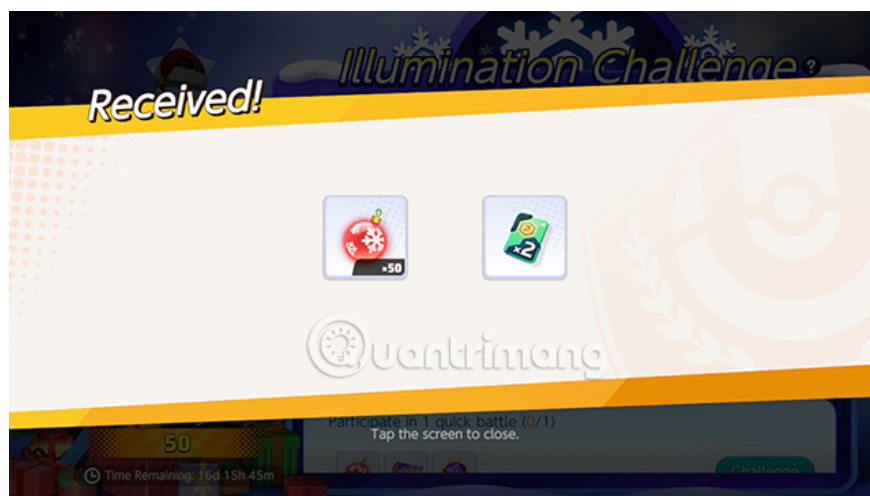 Illumination Challenge ?
Received!
×50
×2
Quantrimang
Participate in 1 quick battle (0/1)
Tap the screen to close.
50
Time Remaining: 16d 15h 45m
Challenge